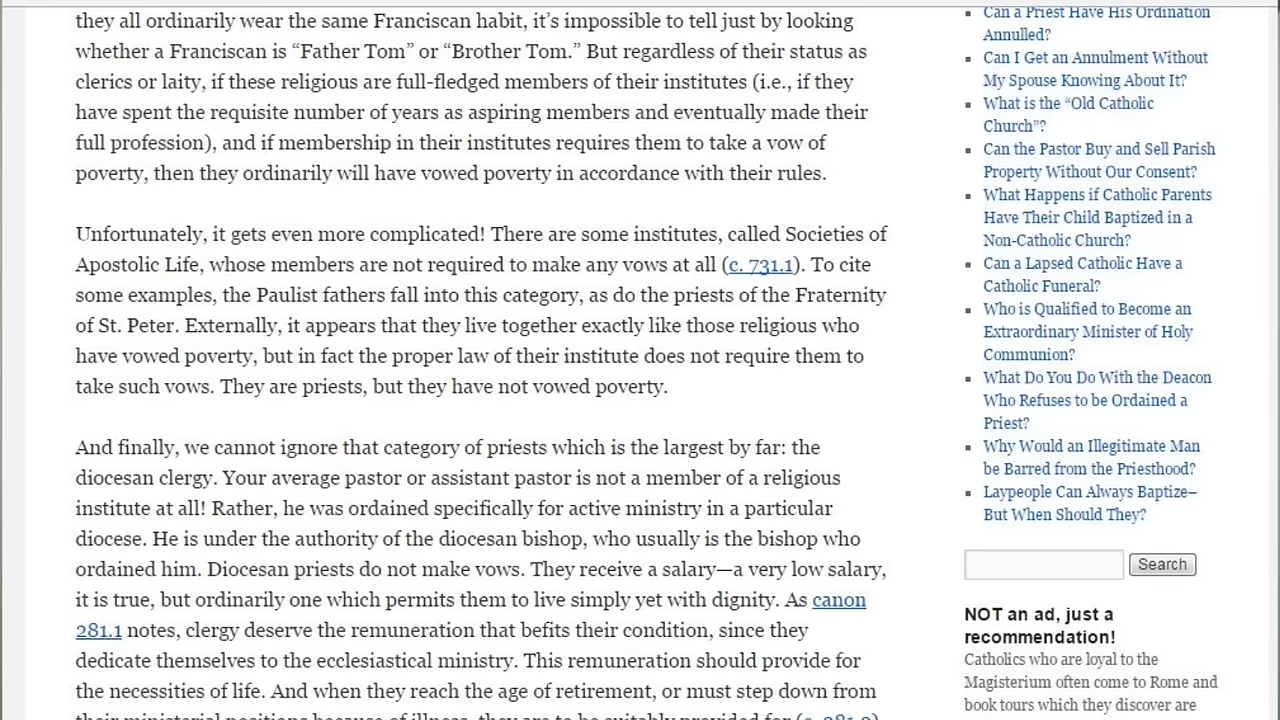 they all ordinarily wear the same Franciscan habit, it’s impossible to tell just by looking
whether a Franciscan is “Father Tom” or “Brother Tom.” But regardless of their status as
clerics or laity, if these religious are full-fledged members of their institutes (i.e., if they
have spent the requisite number of years as aspiring members and eventually made their
full profession), and if membership in their institutes requires them to take a vow of
poverty, then they ordinarily will have vowed poverty in accordance with their rules.
Unfortunately, it gets even more complicated! There are some institutes, called Societies of
Apostolic Life, whose members are not required to make any vows at all (c. 731.1). To cite
some examples, the Paulist fathers fall into this category, as do the priests of the Fraternity
of St. Peter. Externally, it appears that they live together exactly like those religious who
have vowed poverty, but in fact the proper law of their institute does not require them to
take such vows. They are priests, but they have not vowed poverty.
And finally, we cannot ignore that category of priests which is the largest by far: the
diocesan clergy. Your average pastor or assistant pastor is not a member of a religious
institute at all! Rather, he was ordained specifically for active ministry in a particular
diocese. He is under the authority of the diocesan bishop, who usually is the bishop who
ordained him. Diocesan priests do not make vows. They receive a salary—a very low salary,
it is true, but ordinarily one which permits them to live simply yet with dignity. As canon
281.1 notes, clergy deserve the remuneration that befits their condition, since they
dedicate themselves to the ecclesiastical ministry. This remuneration should provide for
the necessities of life. And when they reach the age of retirement, or must step down from
their ministerial positions because of illness, they are to be suitably provided for (c. 281.2)
Can a Priest Have His Ordination
Annulled?
Can I Get an Annulment Without
My Spouse Knowing About It?
What is the “Old Catholic
Church”?
Can the Pastor Buy and Sell Parish
Property Without Our Consent?
What Happens if Catholic Parents
Have Their Child Baptized in a
Non-Catholic Church?
Can a Lapsed Catholic Have a
Catholic Funeral?
Who is Qualified to Become an
Extraordinary Minister of Holy
Communion?
What Do You Do With the Deacon
Who Refuses to be Ordained a
Priest?
Why Would an Illegitimate Man
be Barred from the Priesthood?
Laypeople Can Always Baptize–
But When Should They?
Search
NOT an ad, just a
recommendation!
Catholics who are loyal to the
Magisterium often come to Rome and
book tours which they discover are